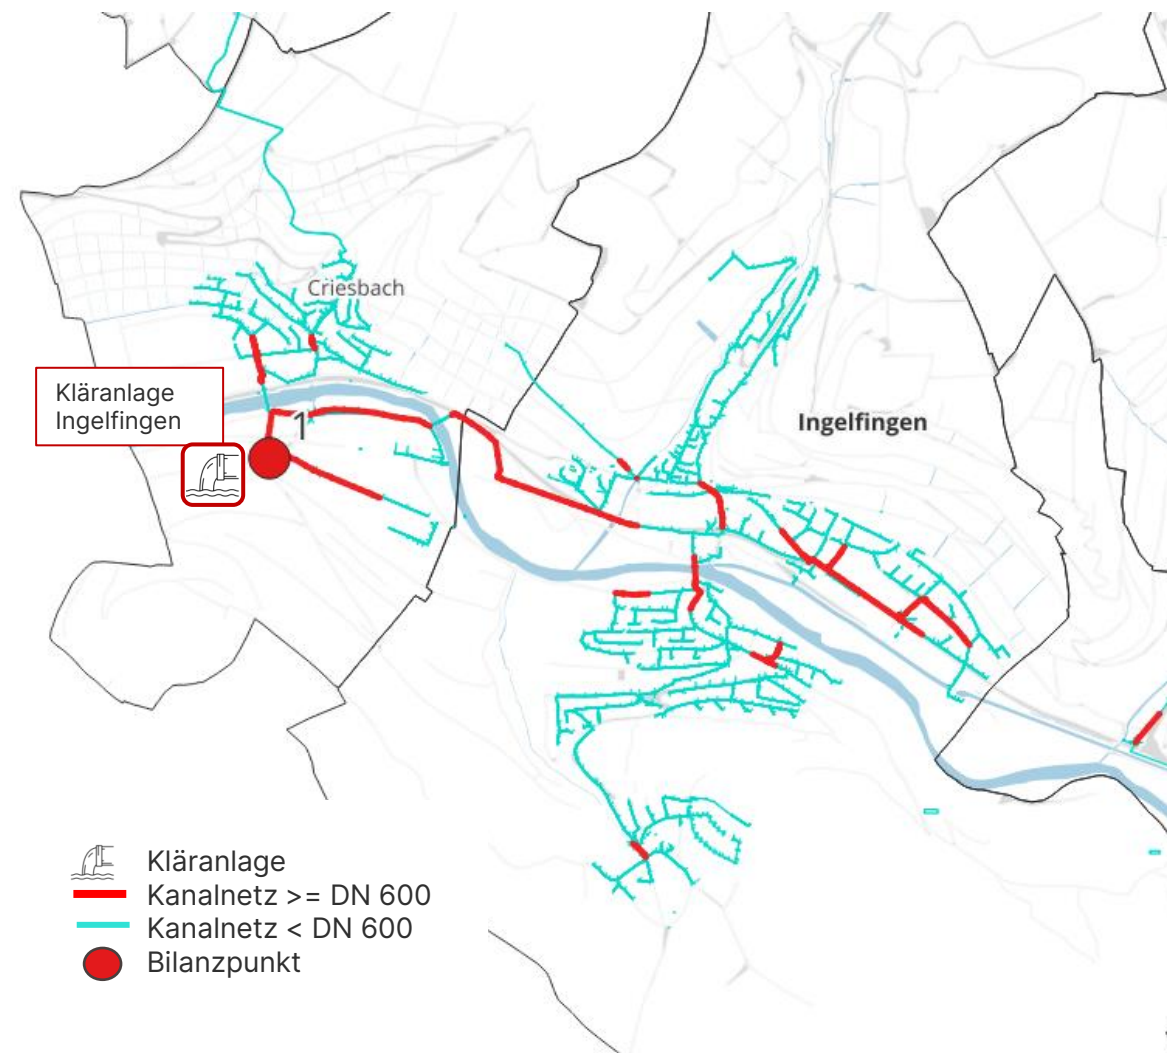 Criesbach
Kläranlage
Ingelfingen
1
Ingelfingen
Kläranlage
Kanalnetz >= DN 600
Kanalnetz < DN 600
Bilanzpunkt